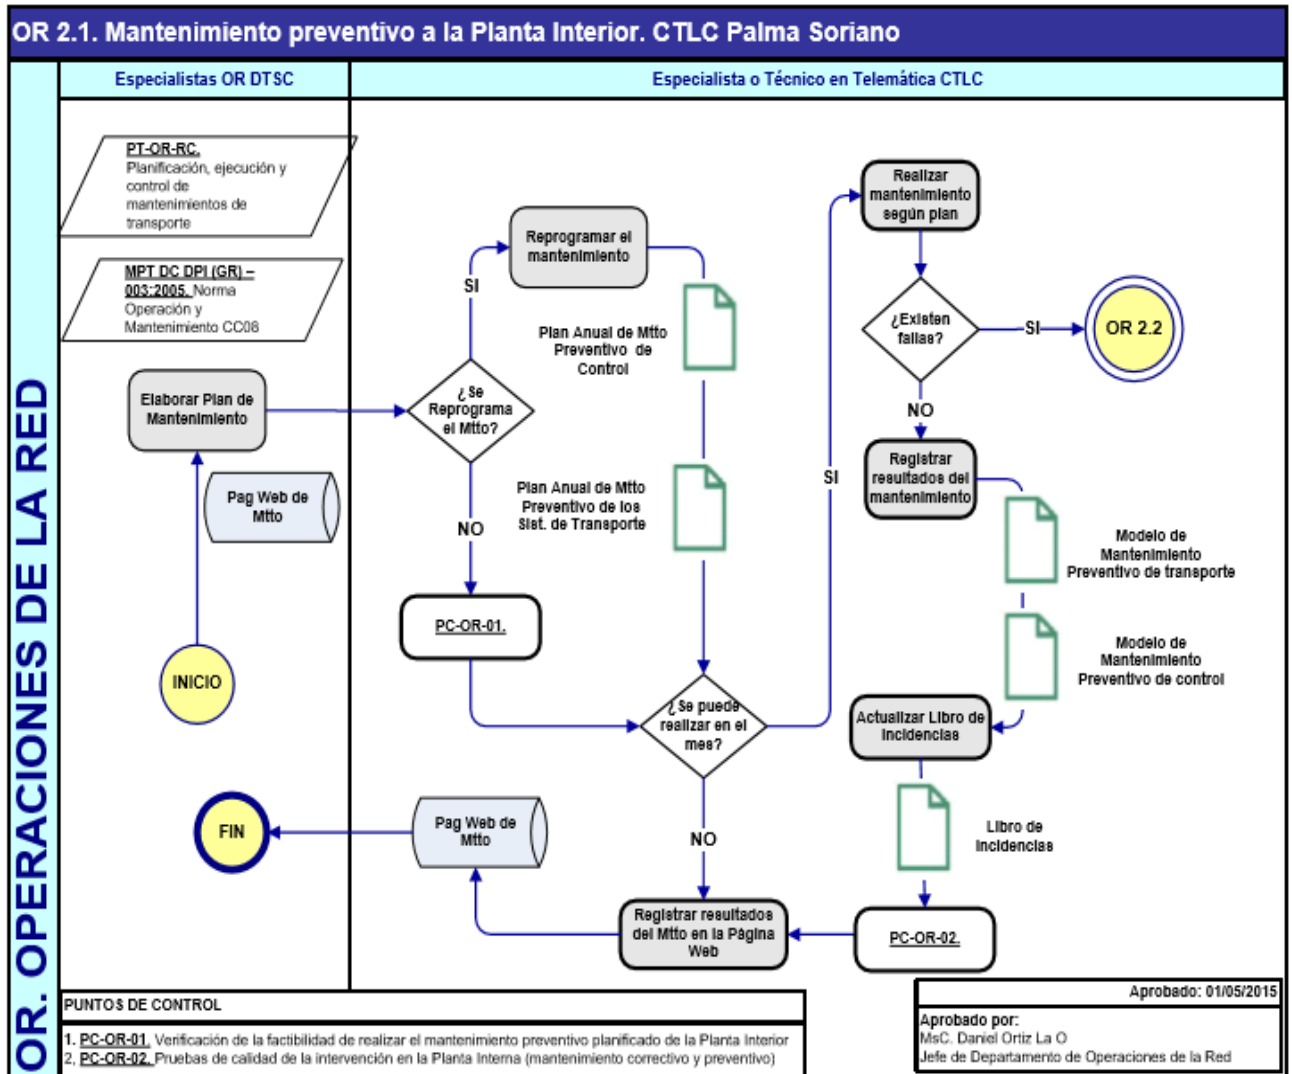 OR 2.1. Mantenimiento preventivo a la Planta Interior. CTLC Palma Soriano
OR. OPERACIONES DE LA RED
Especialistas OR DTSC
Especialista o Técnico en Telemática CTLC
PT-OR-RC.
Planificación, ejecución y
control de
mantenimientos de
transporte
MPT DC DPI (GR) –
003:2005. Norma
Operación y
Mantenimiento CC08
Elaborar Plan de
Mantenimiento
Pag Web de
Mtto
INICIO
FIN
Reprogramar el
mantenimiento
SI
¿Se
Reprograma
el Mtto?
NO
PC-OR-01.
Plan Anual de Mtto
Preventivo de
Control
Plan Anual de Mtto
Preventivo de los
Sist. de Transporte
¿Se puede
realizar en el
mes?
SI
NO
Realizar
mantenimiento
según plan
¿Existen
fallas?
SI
OR 2.2
NO
Registrar
resultados del
mantenimiento
Modelo de
Mantenimiento
Preventivo de transporte
Modelo de
Mantenimiento
Preventivo de control
Actualizar Libro de
Incidencias
Libro de
Incidencias
PC-OR-02.
Registrar resultados
del Mtto en la Página
Web
Pag Web de
Mtto
PUNTOS DE CONTROL
1. PC-OR-01. Verificación de la factibilidad de realizar el mantenimiento preventivo planificado de la Planta Interior
2, PC-OR-02. Pruebas de calidad de la intervención en la Planta Interna (mantenimiento correctivo y preventivo)
Aprobado: 01/05/2015
Aprobado por:
MsC. Daniel Ortiz La O
Jefe de Departamento de Operaciones de la Red